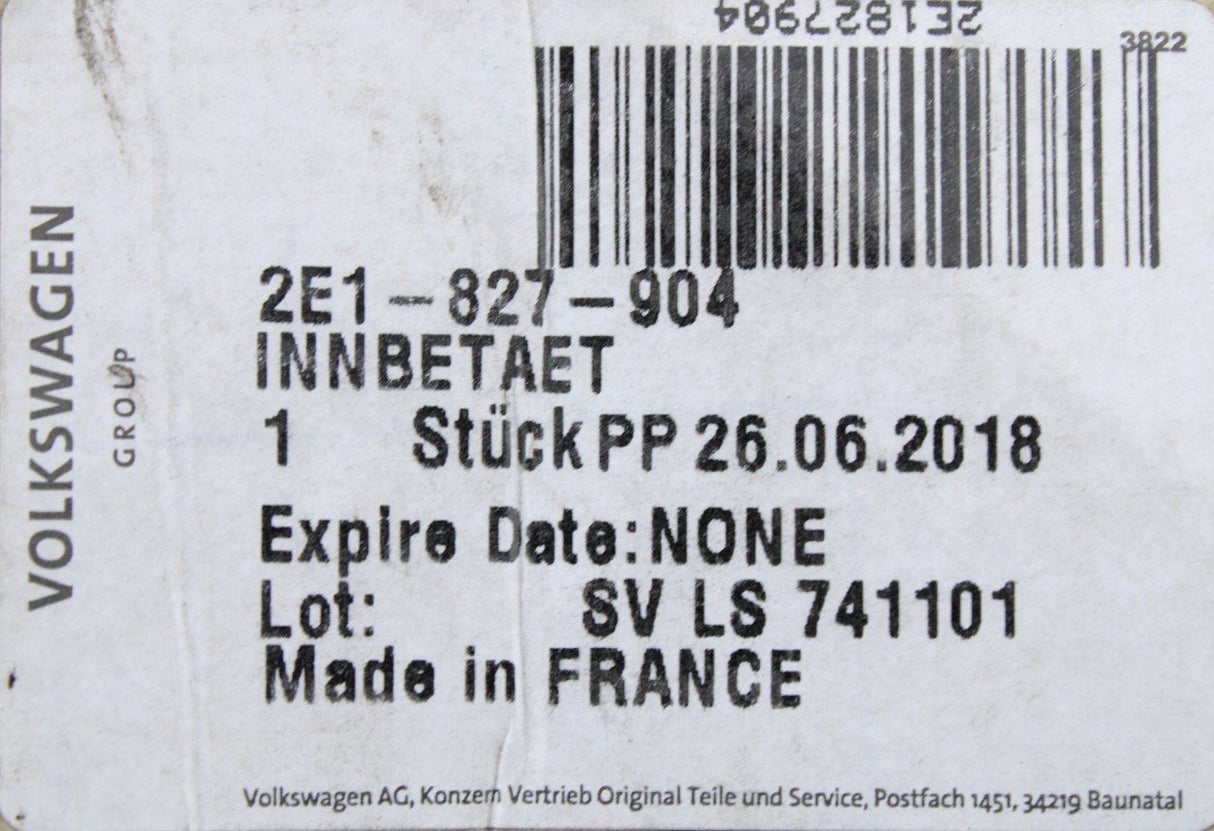 2E1827904
3822
VOLKSWAGEN
GROUP
2E1-827-904
INNBETAET
1 Stück PP 26.06.2018
Expire Date:NONE
Lot: SV LS 741101
Made in FRANCE
Volkswagen AG, Konzern Vertrieb Original Teile und Service, Postfach 1451, 34219 Baunatal